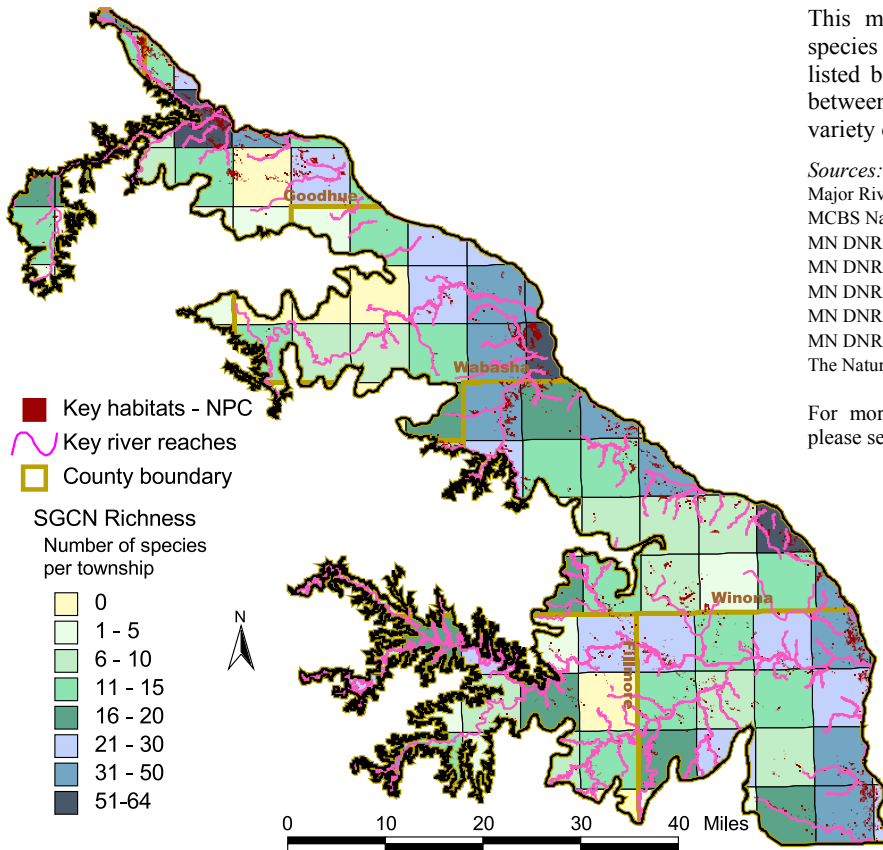 This m
species
listed b
between
variety
Sources:
Major Riv
MCBS Na
MN DNR
MN DNR
MN DNR
MN DNR
MN DNR
The Natur
For mor
please se
Goodhue
Wabasha
Winona
Fillmore
Key habitats - NPC
Key river reaches
County boundary
SGCN Richness
Number of species
per township
0
1 - 5
6 - 10
11 - 15
16 - 20
21 - 30
31 - 50
51-64
N
0 10 20 30 40 Miles